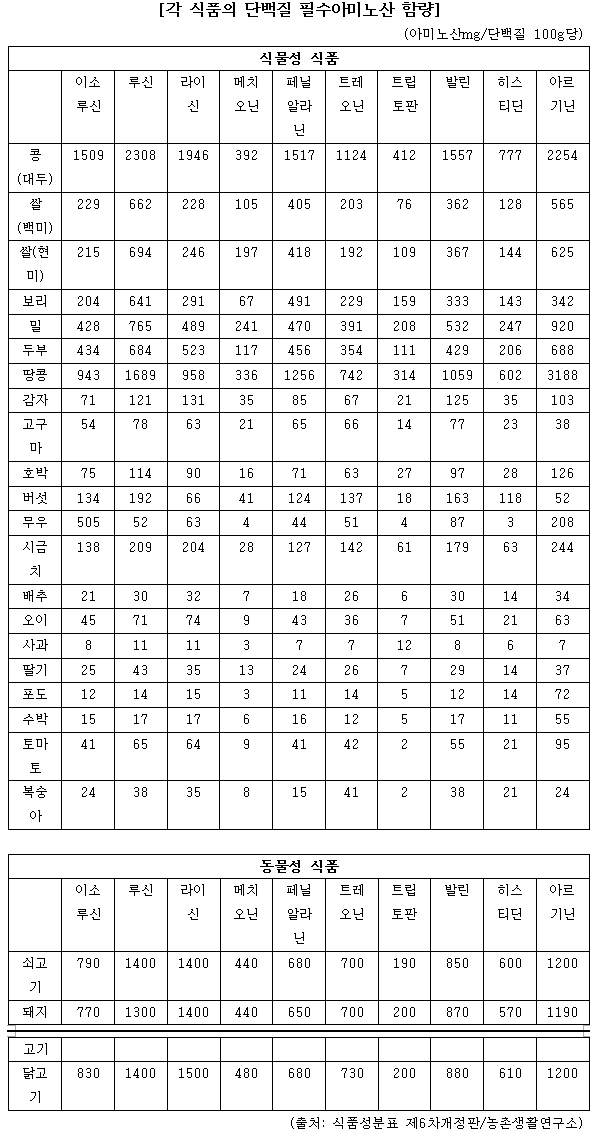 [각 식품의 단백질 필수아미노산 함량]
(아미노산mg/단백질 100g당)
식물성 식품
이소루신 루신 라이신 메치오닌 페닐알라닌 트레오닌 트립토판 발린 히스티딘 아르기닌
콩(대두) 1509 2308 1946 392 1517 1124 412 1557 777 2254
쌀(백미) 229 662 228 105 405 203 76 362 128 565
쌀(현미) 215 694 246 197 418 192 109 367 144 625
보리 204 641 291 67 491 229 159 333 143 342
밀 428 765 489 241 470 391 208 532 247 920
두부 434 684 523 117 456 354 111 429 206 688
땅콩 943 1689 958 336 1256 742 314 1059 602 3188
감자 71 121 131 35 85 67 21 125 35 103
고구마 54 78 63 21 65 66 14 77 23 38
호박 75 114 90 16 71 63 27 97 28 126
버섯 134 192 66 41 124 137 18 163 118 52
무우 505 52 63 4 44 51 4 87 3 208
시금치 138 209 204 28 127 142 61 179 63 244
배추 21 30 32 7 18 26 6 30 14 34
오이 45 71 74 9 43 36 7 51 21 63
사과 8 11 11 3 7 7 12 8 6 7
딸기 25 43 35 13 24 26 7 29 14 37
포도 12 14 15 3 11 14 5 12 14 72
수박 15 17 17 6 16 12 5 17 11 55
토마토 41 65 64 9 41 42 2 55 21 95
복숭아 24 38 35 8 15 41 2 38 21 24
동물성 식품
이소루신 루신 라이신 메치오닌 페닐알라닌 트레오닌 트립토판 발린 히스티딘 아르기닌
쇠고기 790 1400 1400 440 680 700 190 850 600 1200
돼지 770 1300 1400 440 650 700 200 870 570 1190
고기
닭고기 830 1400 1500 480 680 730 200 880 610 1200
(출처: 식품성분표 제6차개정판/농촌생활연구소)